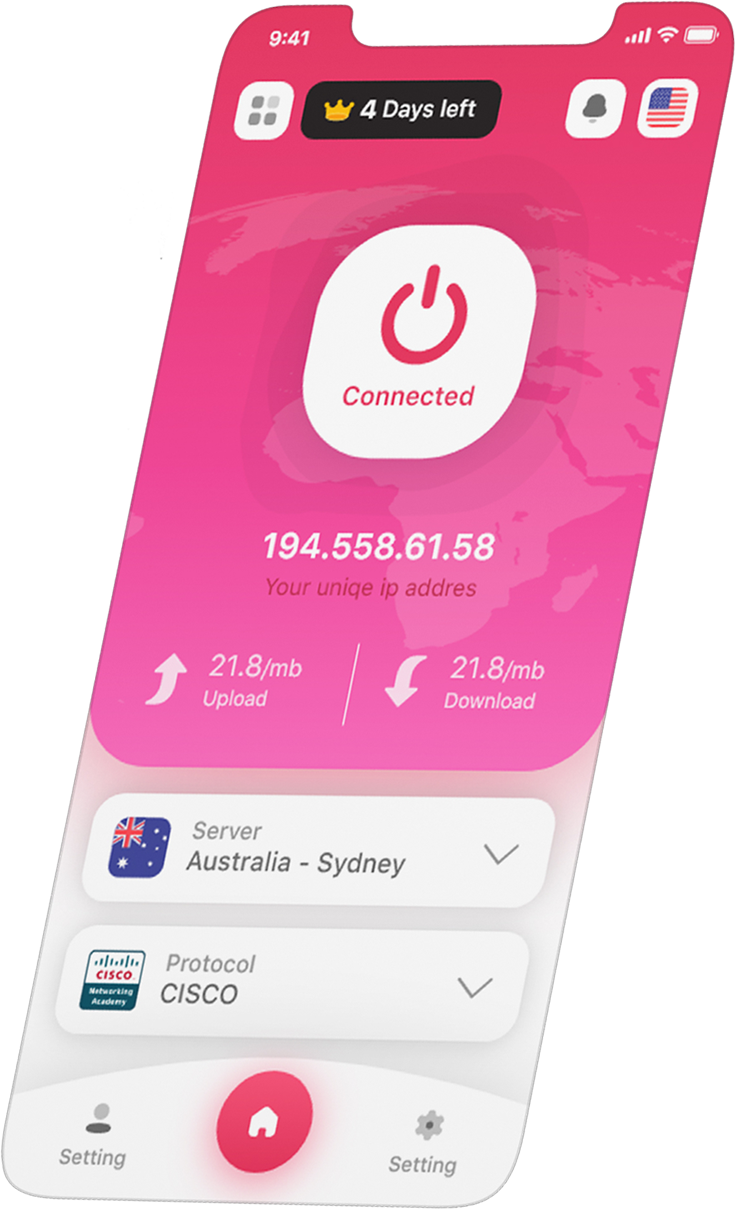 9:41
4 Days left
Connected
194.558.61.58
Your uniqe ip addres
21.8/mb
Upload
21.8/mb
Download
Server
Australia - Sydney
CISCO
Networking
Academy
Protocol
CISCO
Setting
Setting